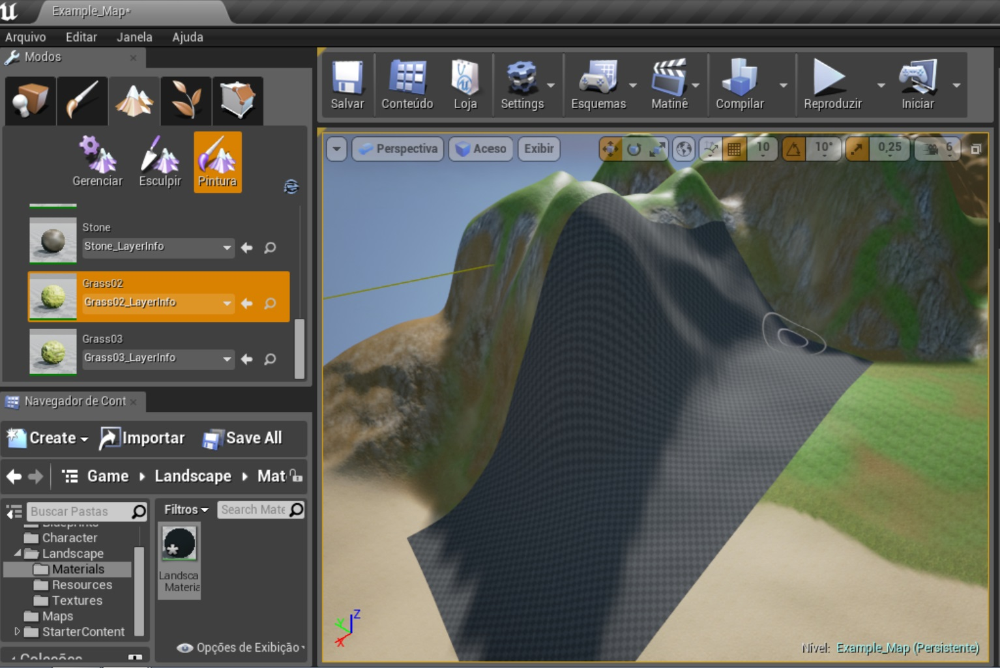 Example_Map*
Arquivo Editar Janela Ajuda
Modos
Gerenciar Esculpir Pintura
Stone
Stone_LayerInfo
Grass02
Grass02_LayerInfo
Grass03
Grass03_LayerInfo
Salvar Conteúdo Loja Settings Esquemas Matinê Compilar Reproduzir Iniciar
Perspectiva Aceso Exibir 10 10° 0,25 6
Navegador de Cont
Create Importar Save All
Game Landscape Mat
Buscar Pastas
Blueprints
Character
Landscape
Materials
Resources
Textures
Maps
StarterContent
Coleções
Filtros Search Mate
Landsca
Materia
Opções de Exibição
Z
Y
X
Nível: Example_Map (Persistente)